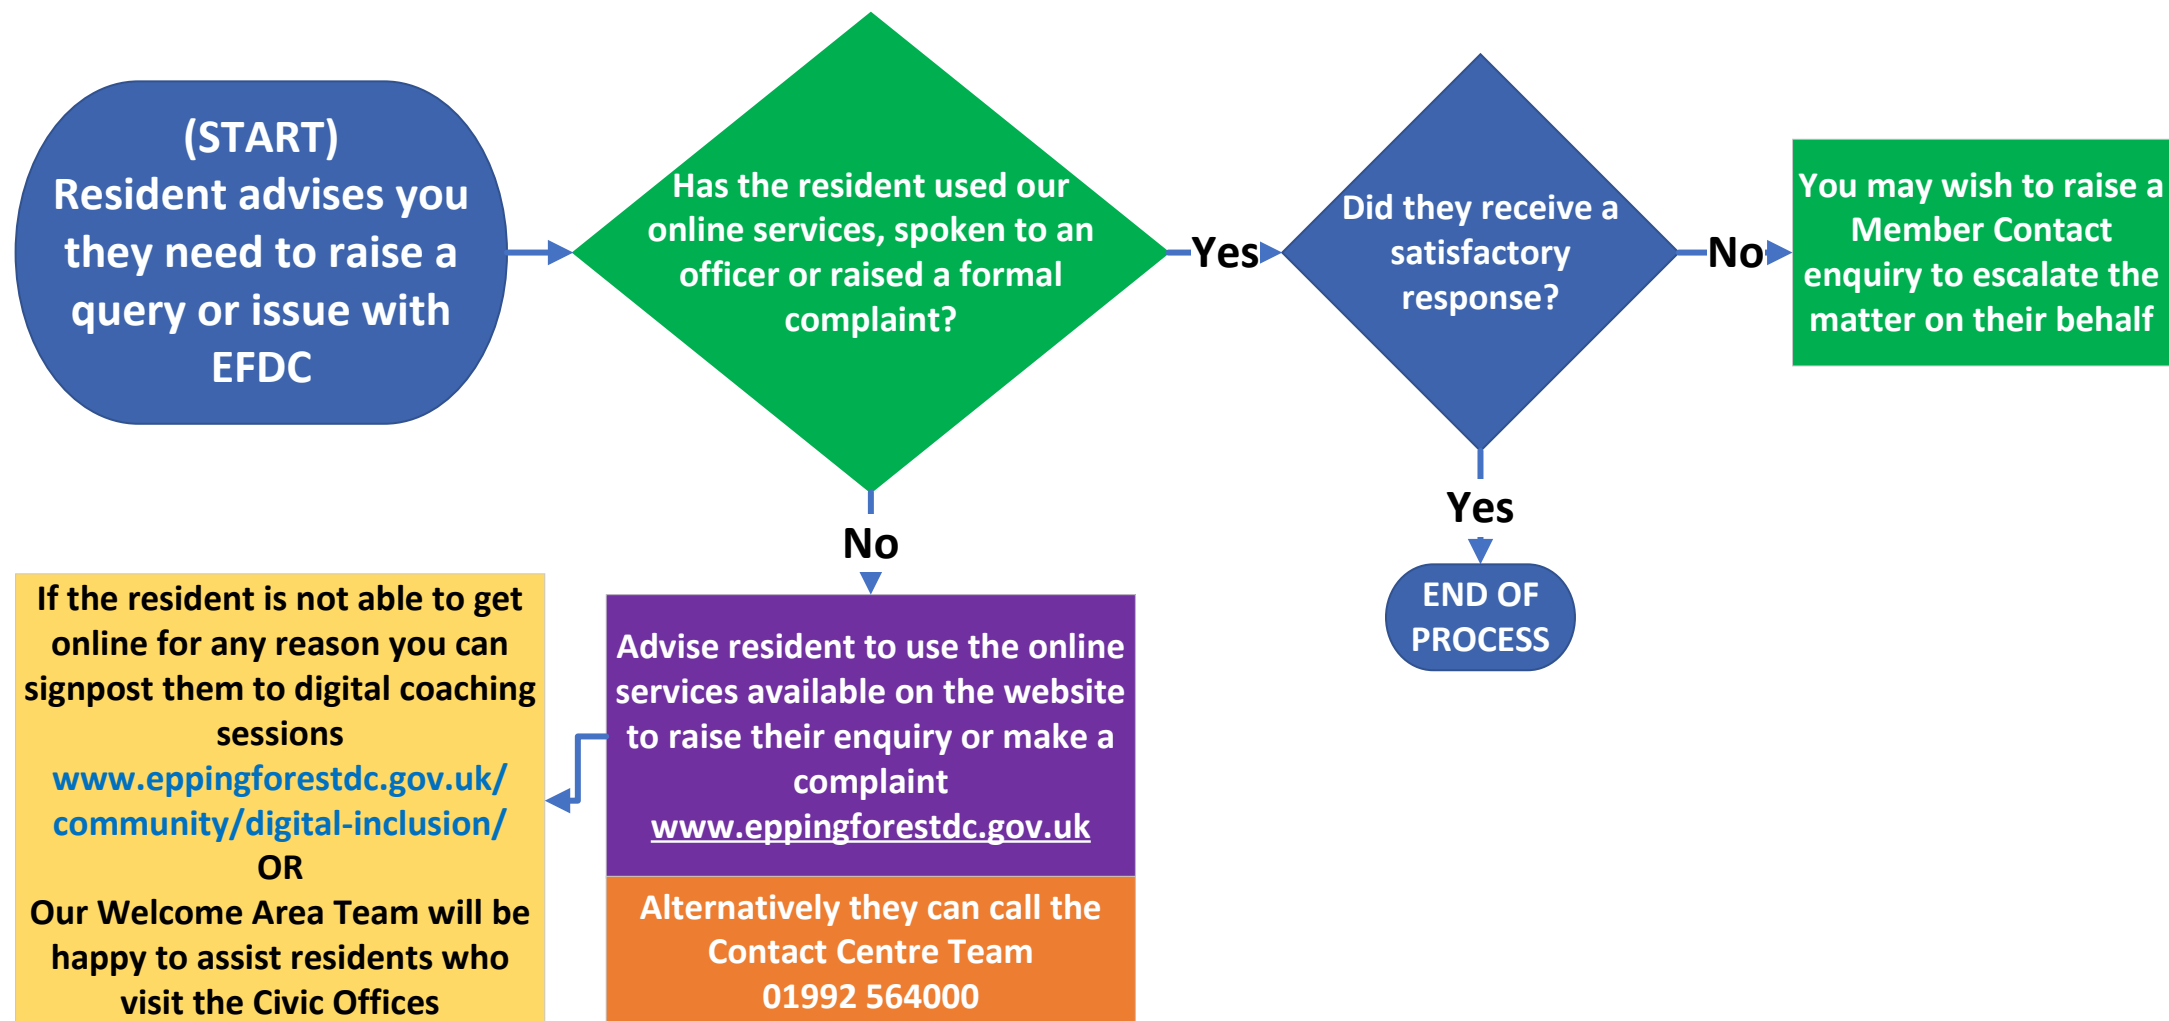 (START)
Resident advises you
they need to raise a
query or issue with
EFDC
Has the resident used our
online services, spoken to an
officer or raised a formal
complaint?
Yes
Did they receive a
satisfactory
response?
No
You may wish to raise a
Member Contact
enquiry to escalate the
matter on their behalf
Yes
END OF
PROCESS
No
Advise resident to use the online
services available on the website
to raise their enquiry or make a
complaint
www.eppingforestdc.gov.uk
Alternatively they can call the
Contact Centre Team
01992 564000
If the resident is not able to get
online for any reason you can
signpost them to digital coaching
sessions
www.eppingforestdc.gov.uk/
community/digital-inclusion/
OR
Our Welcome Area Team will be
happy to assist residents who
visit the Civic Offices